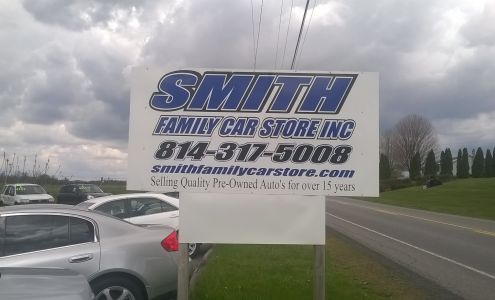 SMITH
FAMILY CAR STORE INC
814-317-5008
smithfamilycarstore.com
Selling Quality Pre-Owned Auto's for over 15 years